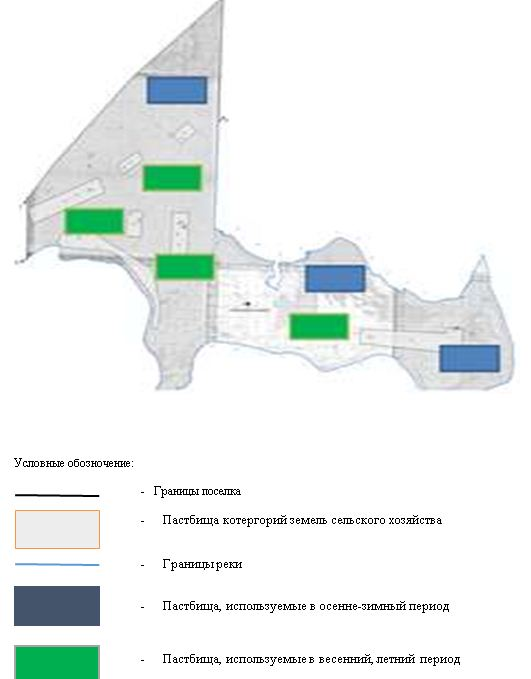 Условные обозначение:
- Границы поселка
- Пастбища котергорий земель сельского хозяйства
- Границы реки
- Пастбища, используемые в осенне-зимный период
- Пастбища, используемые в весенний, летний период